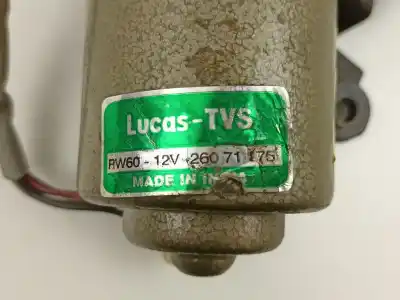 Lucas-TVS
RW60 - 12V - 260 71 175
MADE IN